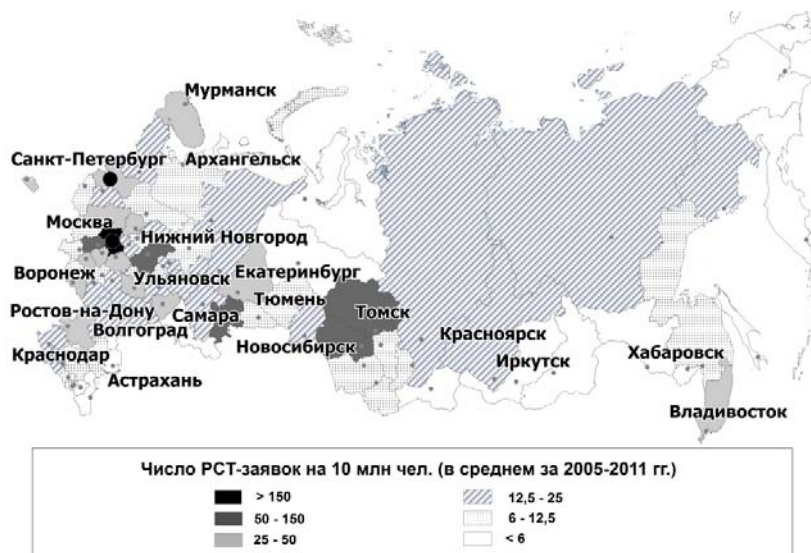 Мурманск
Санкт-Петербург
Архангельск
Москва
Нижний Новгород
Воронеж
Ульяновск
Екатеринбург
Ростов-на-Дону
Самара
Тюмень
Томск
Волгоград
Новосибирск
Красноярск
Краснодар
Иркутск
Хабаровск
Астрахань
Владивосток
Число РСТ-заявок на 10 млн чел. (в среднем за 2005-2011 гг.)
> 150
50 - 150
25 - 50
12,5 - 25
6 - 12,5
< 6